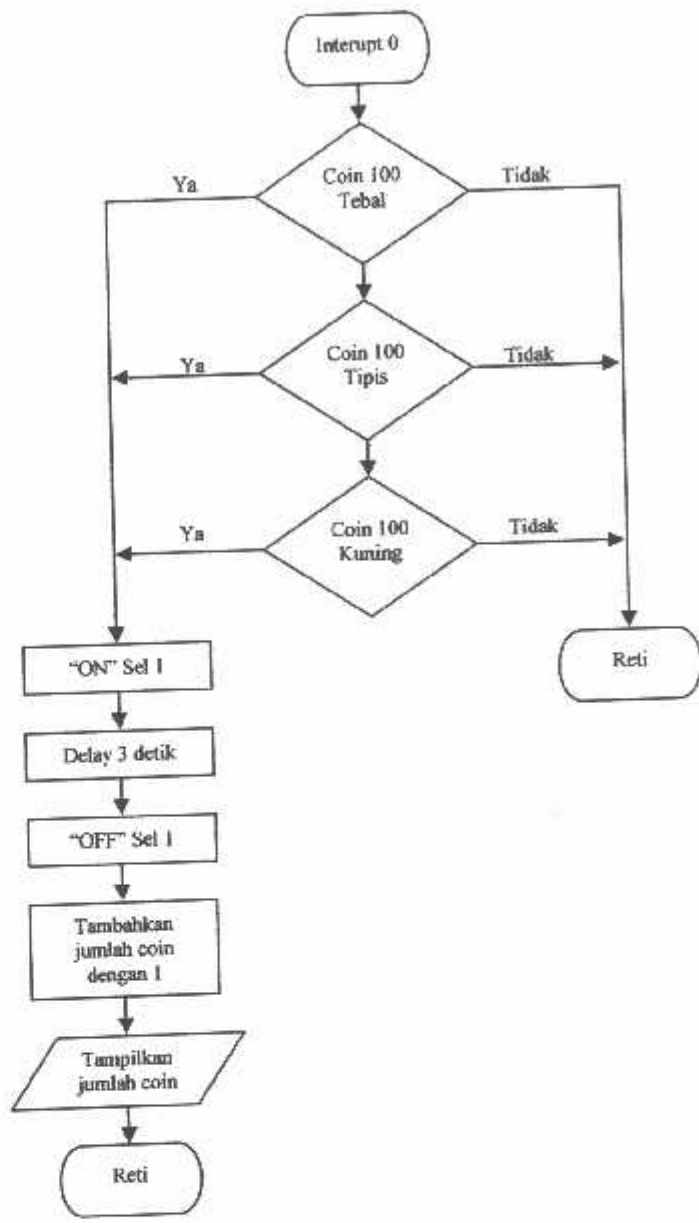 Interupt 0
Ya
Coin 100
Tebal
Tidak
Ya
Coin 100
Tipis
Tidak
Ya
Coin 100
Kuning
Tidak
"ON" Sel 1
Reti
Delay 3 detik
"OFF" Sel 1
Tambahkan
jumlah coin
dengan 1
Tampilkan
jumlah coin
Reti